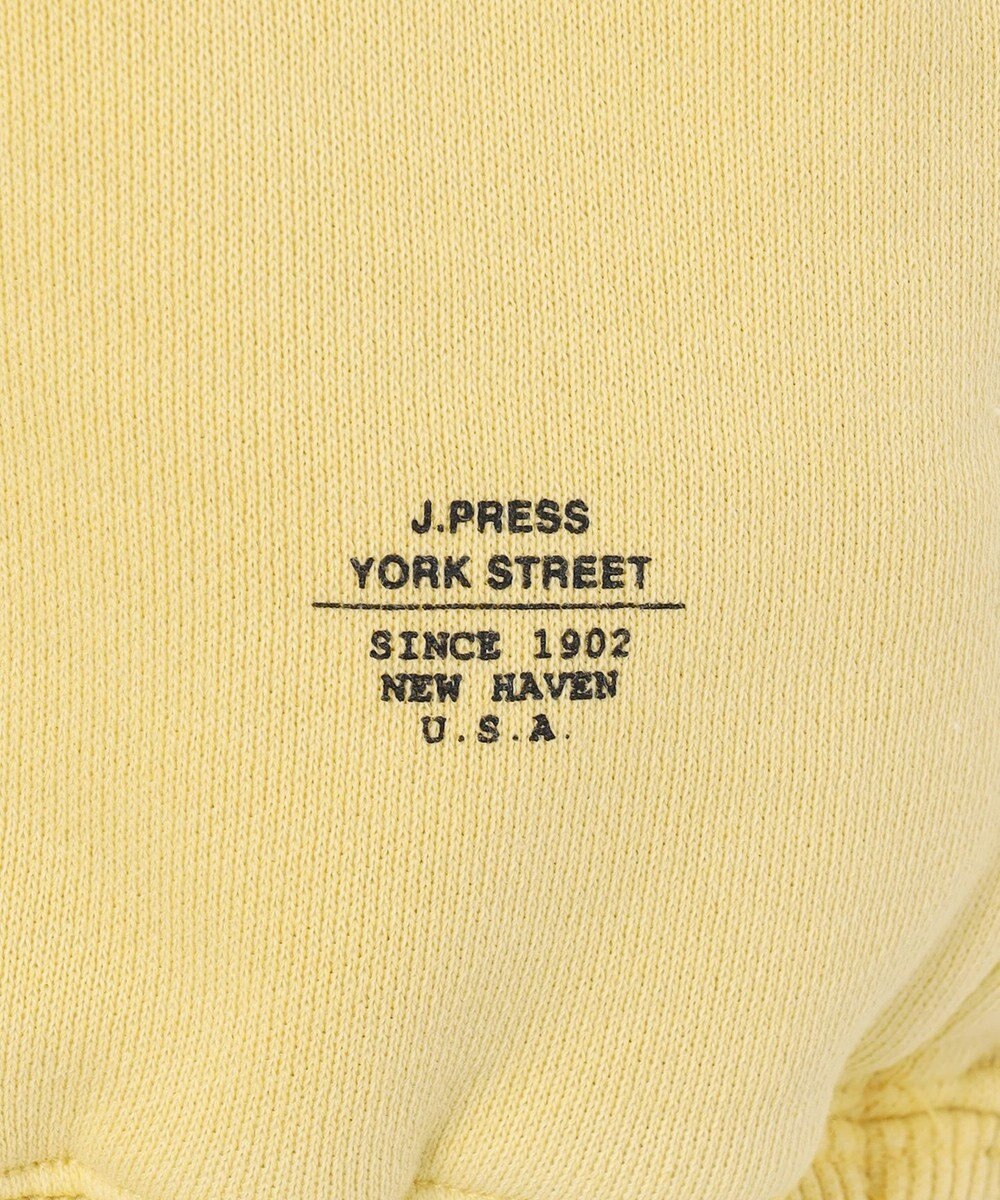 J.PRESS
YORK STREET
SINCE 1902
NEW HAVEN
U.S.A.